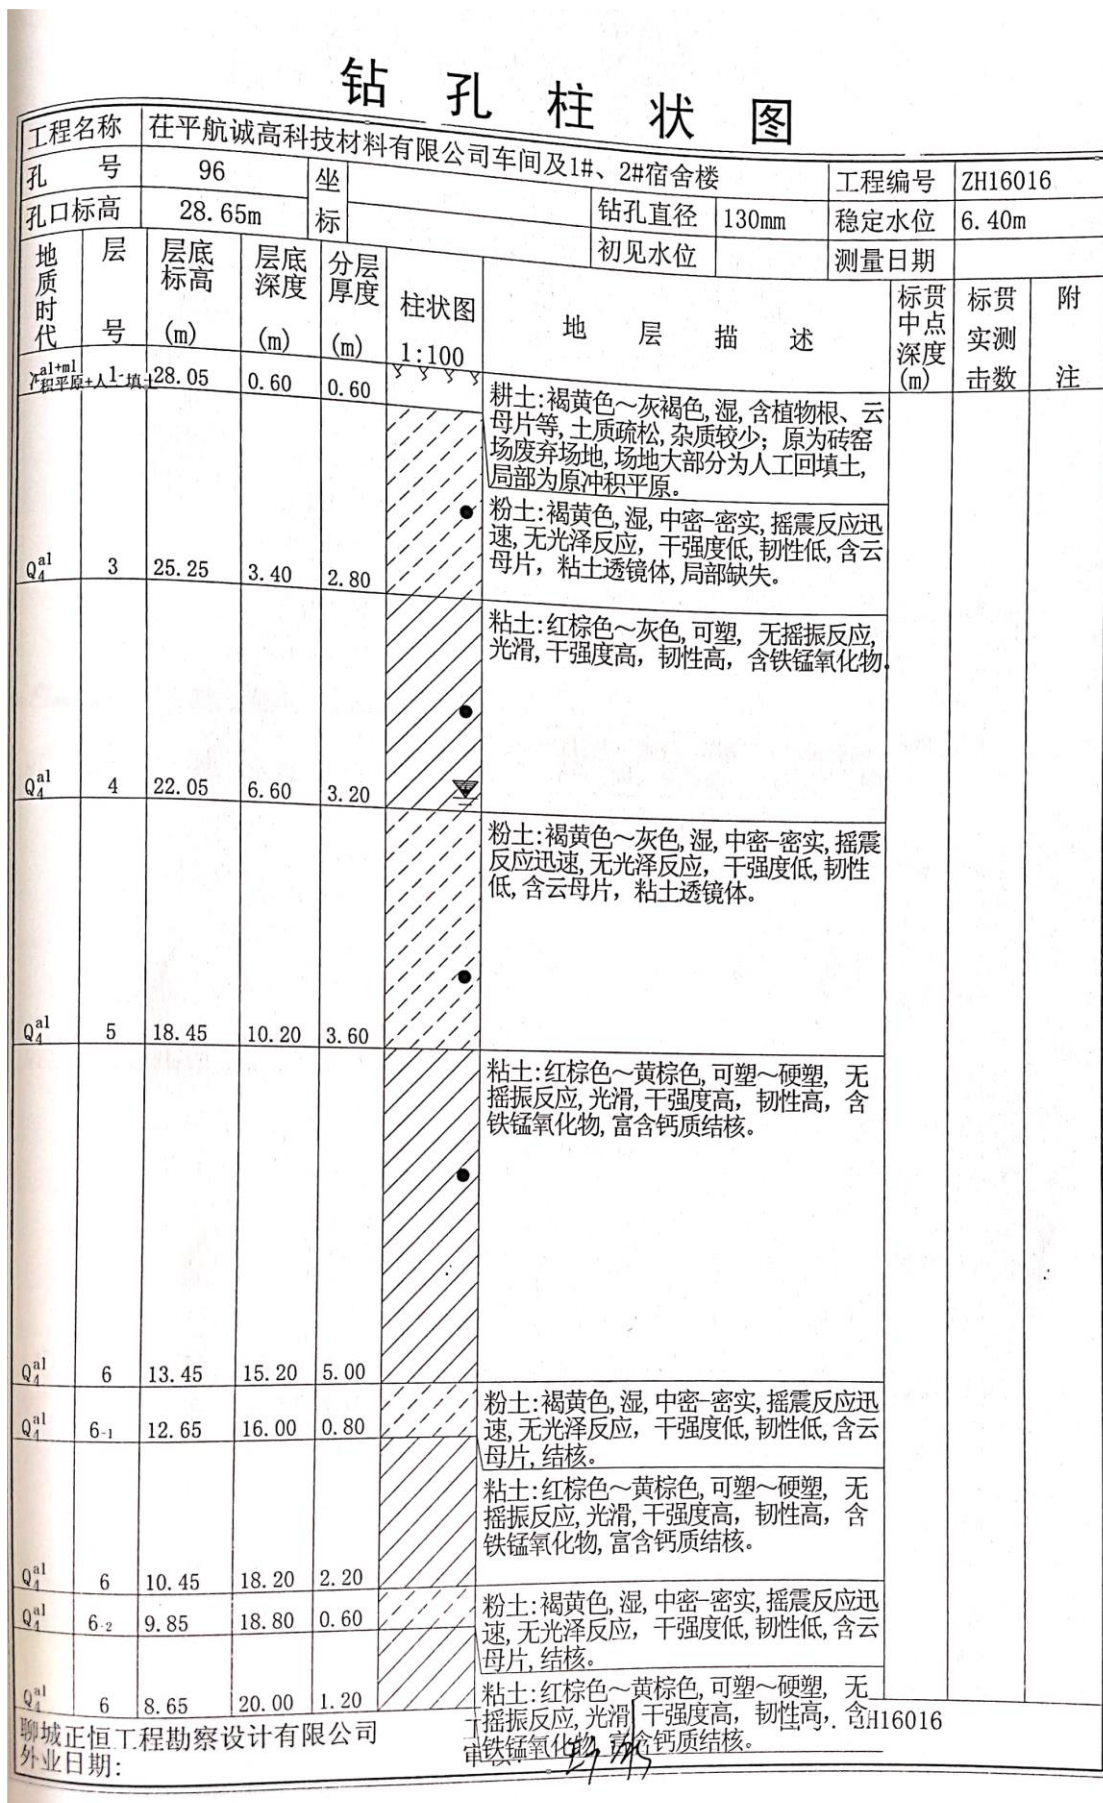 钻孔柱状图
工程名称 茌平航诚高科技材料有限公司车间及1#、2#宿舍楼 工程编号 ZH16016
孔号 96 坐标 钻孔直径 130mm 稳定水位 6.40m
孔口标高 28.65m 初见水位 测量日期
地质时代 层号 层底标高(m) 层底深度(m) 分层厚度(m) 柱状图1:100 地层描述 标贯中点深度(m) 标贯实测击数 附注
al+ml 积平原+人 1-填土 28.05 0.60 0.60
耕土:褐黄色～灰褐色,湿,含植物根、云
母片等,土质疏松,杂质较少；原为砖窑
场废弃场地,场地大部分为人工回填土,
局部为原冲积平原。
粉土:褐黄色,湿,中密-密实,摇震反应迅
速,无光泽反应，干强度低,韧性低,含云
母片，粘土透镜体,局部缺失。
Q4al 3 25.25 3.40 2.80
粘土:红棕色～灰色,可塑，无摇振反应,
光滑,干强度高，韧性高，含铁锰氧化物.
Q4al 4 22.05 6.60 3.20
粉土:褐黄色～灰色,湿,中密-密实,摇震
反应迅速,无光泽反应，干强度低,韧性
低,含云母片，粘土透镜体。
Q4al 5 18.45 10.20 3.60
粘土:红棕色～黄棕色,可塑～硬塑，无
摇振反应,光滑,干强度高，韧性高，含
铁锰氧化物,富含钙质结核。
Q4al 6 13.45 15.20 5.00
粉土:褐黄色,湿,中密-密实,摇震反应迅
速,无光泽反应，干强度低,韧性低,含云
母片,结核。
Q4al 6-1 12.65 16.00 0.80
粘土:红棕色～黄棕色,可塑～硬塑，无
摇振反应,光滑,干强度高，韧性高，含
铁锰氧化物,富含钙质结核。
Q4al 6 10.45 18.20 2.20
粉土:褐黄色,湿,中密-密实,摇震反应迅
速,无光泽反应，干强度低,韧性低,含云
母片,结核。
Q4al 6-2 9.85 18.80 0.60
粘土:红棕色～黄棕色,可塑～硬塑，无
摇振反应,光滑,干强度高，韧性高，含
铁锰氧化物,富含钙质结核。
Q4al 6 8.65 20.00 1.20
聊城正恒工程勘察设计有限公司
H16016
外业日期: